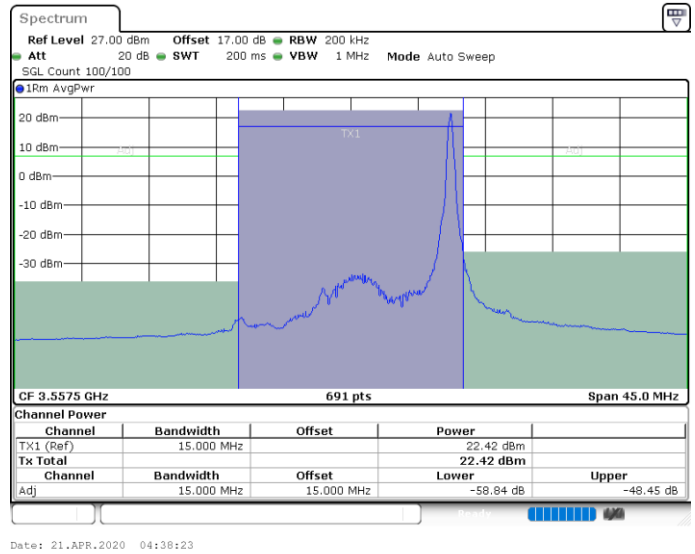 Spectrum
Ref Level 27.00 dBm Offset 17.00 dB RBW 200 kHz
Att 20 dB SWT 200 ms VBW 1 MHz Mode Auto Sweep
SGL Count 100/100
1Rm AvgPwr
20 dBm
TX1
10 dBm
Adj Adj
0 dBm
-10 dBm
-20 dBm
-30 dBm
CF 3.5575 GHz 691 pts Span 45.0 MHz
Channel Power
Channel Bandwidth Offset Power
TX1 (Ref) 15.000 MHz 22.42 dBm
Tx Total 22.42 dBm
Channel Bandwidth Offset Lower Upper
Adj 15.000 MHz 15.000 MHz -58.84 dB -48.45 dB
Ready
Date: 21.APR.2020 04:38:23